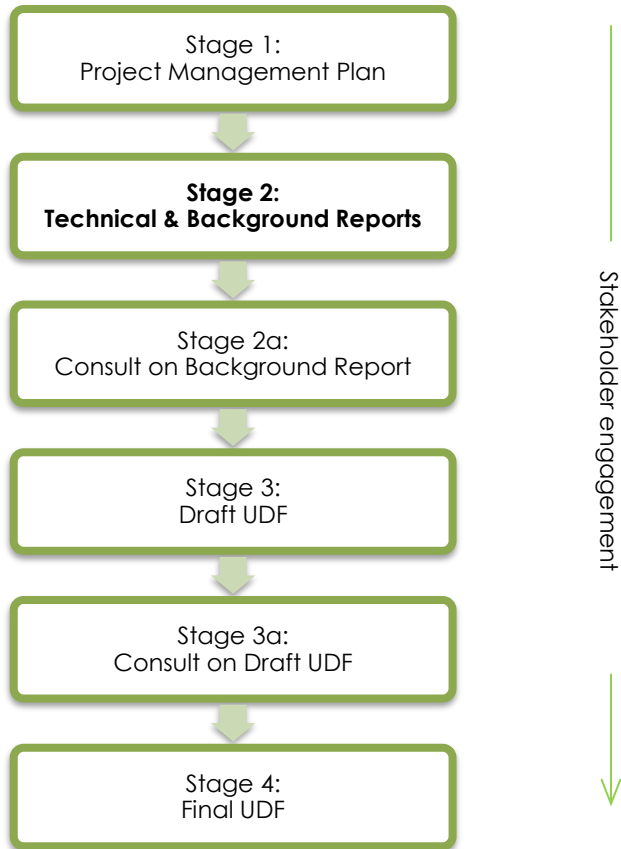 Stage 1:
Project Management Plan
Stage 2:
Technical & Background Reports
Stage 2a:
Consult on Background Report
Stage 3:
Draft UDF
Stage 3a:
Consult on Draft UDF
Stage 4:
Final UDF
Stakeholder engagement